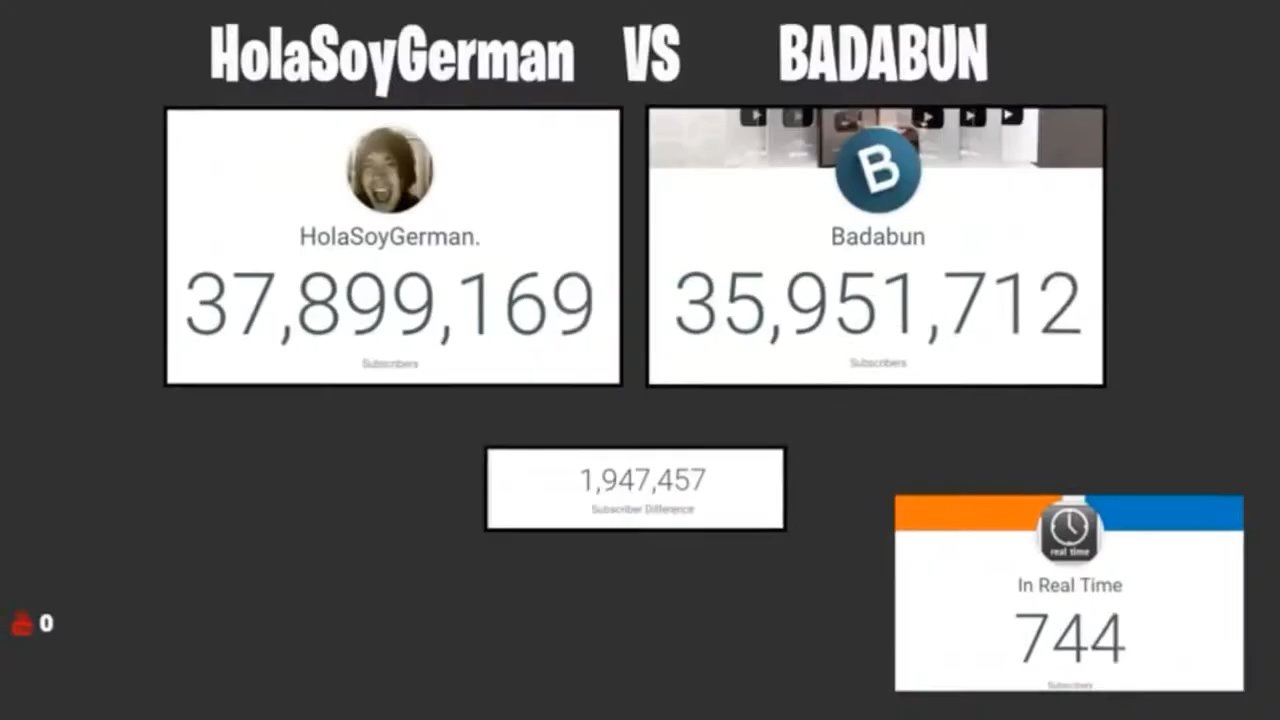 HolaSoyGerman VS BADABUN
B
HolaSoyGerman. Badabun
37,899,169 35,951,712
Subscribers Subscribers
1,947,457
Subscriber Difference
real time
In Real Time
0
744
Subscribers